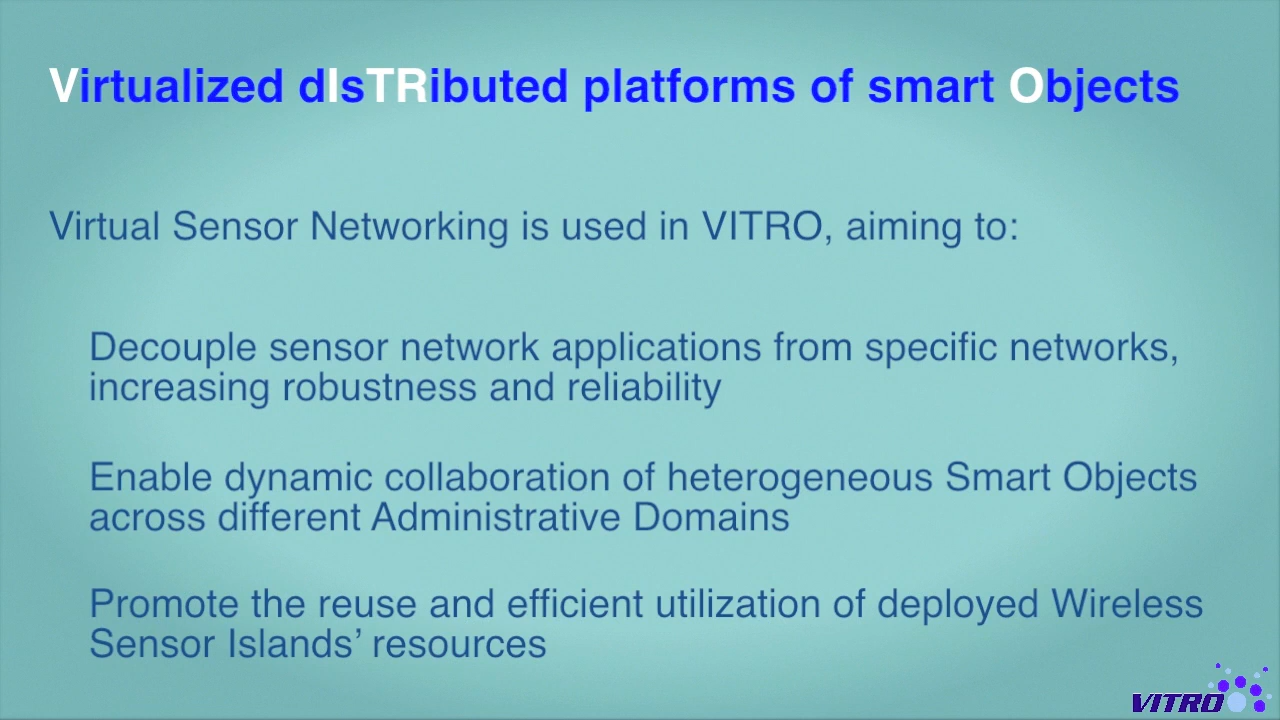 Virtualized dIsTRibuted platforms of smart Objects
Virtual Sensor Networking is used in VITRO, aiming to:
Decouple sensor network applications from specific networks,
increasing robustness and reliability
Enable dynamic collaboration of heterogeneous Smart Objects
across different Administrative Domains
Promote the reuse and efficient utilization of deployed Wireless
Sensor Islands’ resources
VITRO